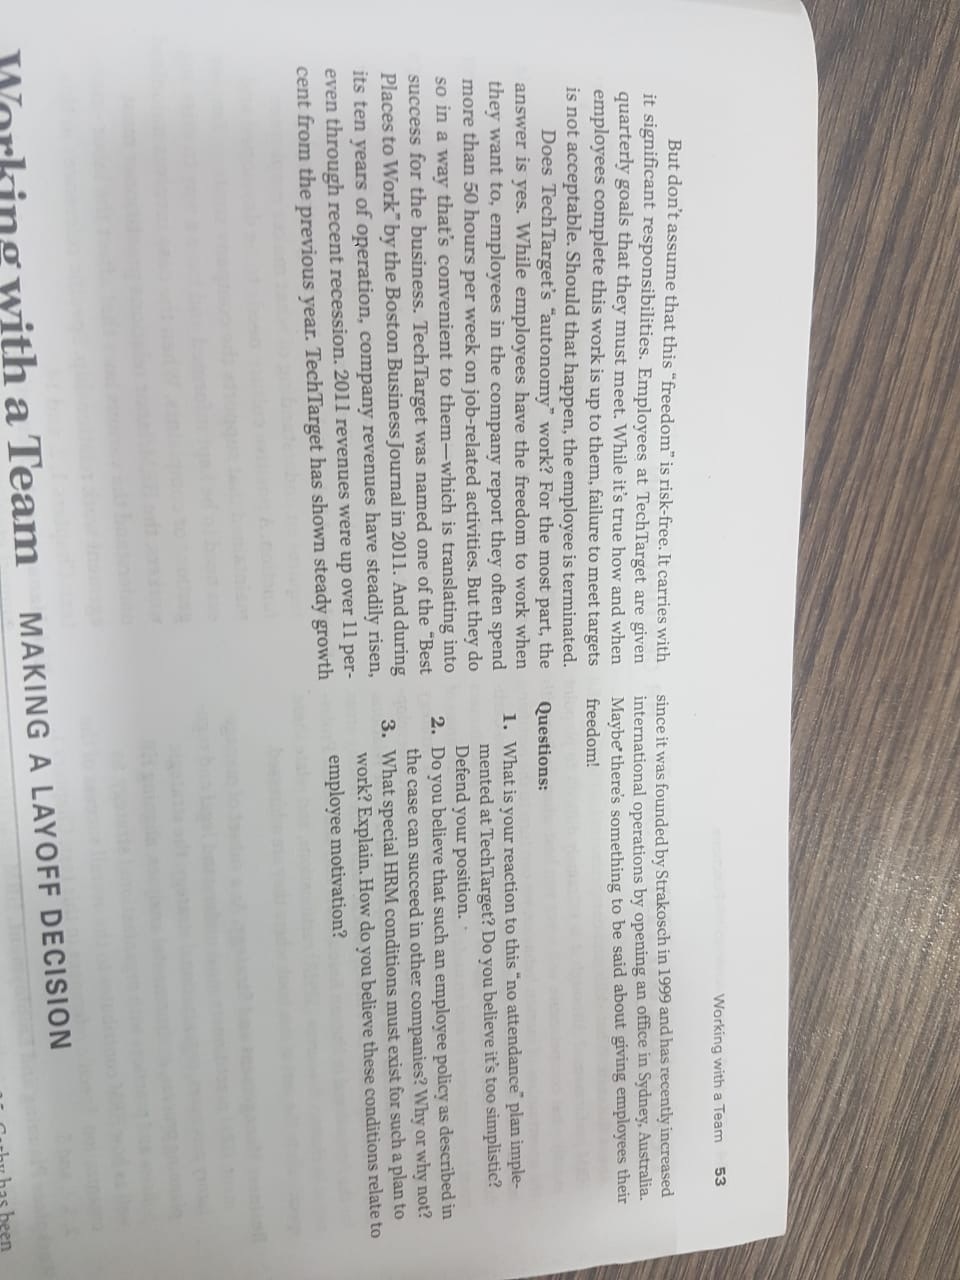 Working with a Team 53
But don't assume that this “freedom” is risk-free. It carries with
it significant responsibilities. Employees at TechTarget are given
quarterly goals that they must meet. While it's true how and when
employees complete this work is up to them, failure to meet targets
is not acceptable. Should that happen, the employee is terminated.
Does TechTarget's “autonomy” work? For the most part, the
answer is yes. While employees have the freedom to work when
they want to, employees in the company report they often spend
more than 50 hours per week on job-related activities. But they do
so in a way that's convenient to them—which is translating into
success for the business. TechTarget was named one of the “Best
Places to Work” by the Boston Business Journal in 2011. And during
its ten years of operation, company revenues have steadily risen,
even through recent recession. 2011 revenues were up over 11 per-
cent from the previous year. TechTarget has shown steady growth
since it was founded by Strakosch in 1999 and has recently increased
international operations by opening an office in Sydney, Australia.
Maybe there's something to be said about giving employees their
freedom!
Questions:
1. What is your reaction to this “no attendance” plan imple-
mented at TechTarget? Do you believe it's too simplistic?
Defend your position.
2. Do you believe that such an employee policy as described in
the case can succeed in other companies? Why or why not?
3. What special HRM conditions must exist for such a plan to
work? Explain. How do you believe these conditions relate to
employee motivation?
Working with a Team MAKING A LAYOFF DECISION
has been